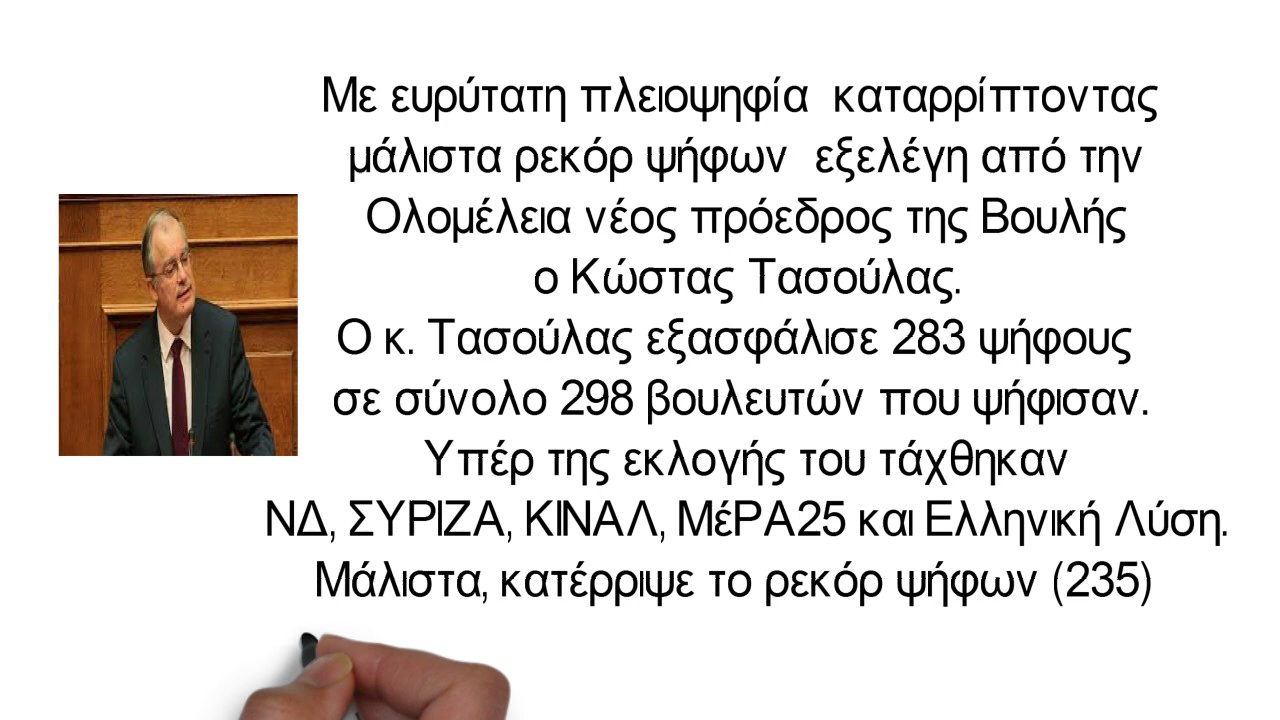 Με ευρύτατη πλειοψηφία καταρρίπτοντας
μάλιστα ρεκόρ ψήφων εξελέγη από την
Ολομέλεια νέος πρόεδρος της Βουλής
ο Κώστας Τασούλας.
Ο κ. Τασούλας εξασφάλισε 283 ψήφους
σε σύνολο 298 βουλευτών που ψήφισαν.
Υπέρ της εκλογής του τάχθηκαν
ΝΔ, ΣΥΡΙΖΑ, ΚΙΝΑΛ, ΜέΡΑ25 και Ελληνική Λύση.
Μάλιστα, κατέρριψε το ρεκόρ ψήφων (235)